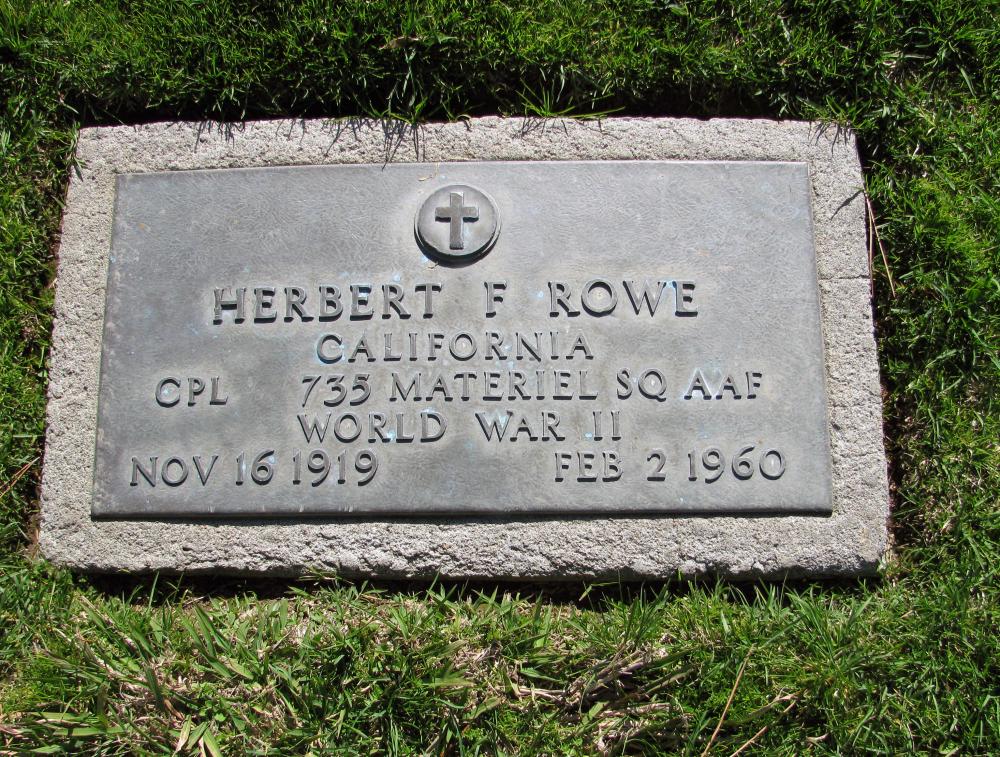 HERBERT F ROWE
CALIFORNIA
CPL 735 MATERIEL SQ AAF
WORLD WAR II
NOV 16 1919 FEB 2 1960